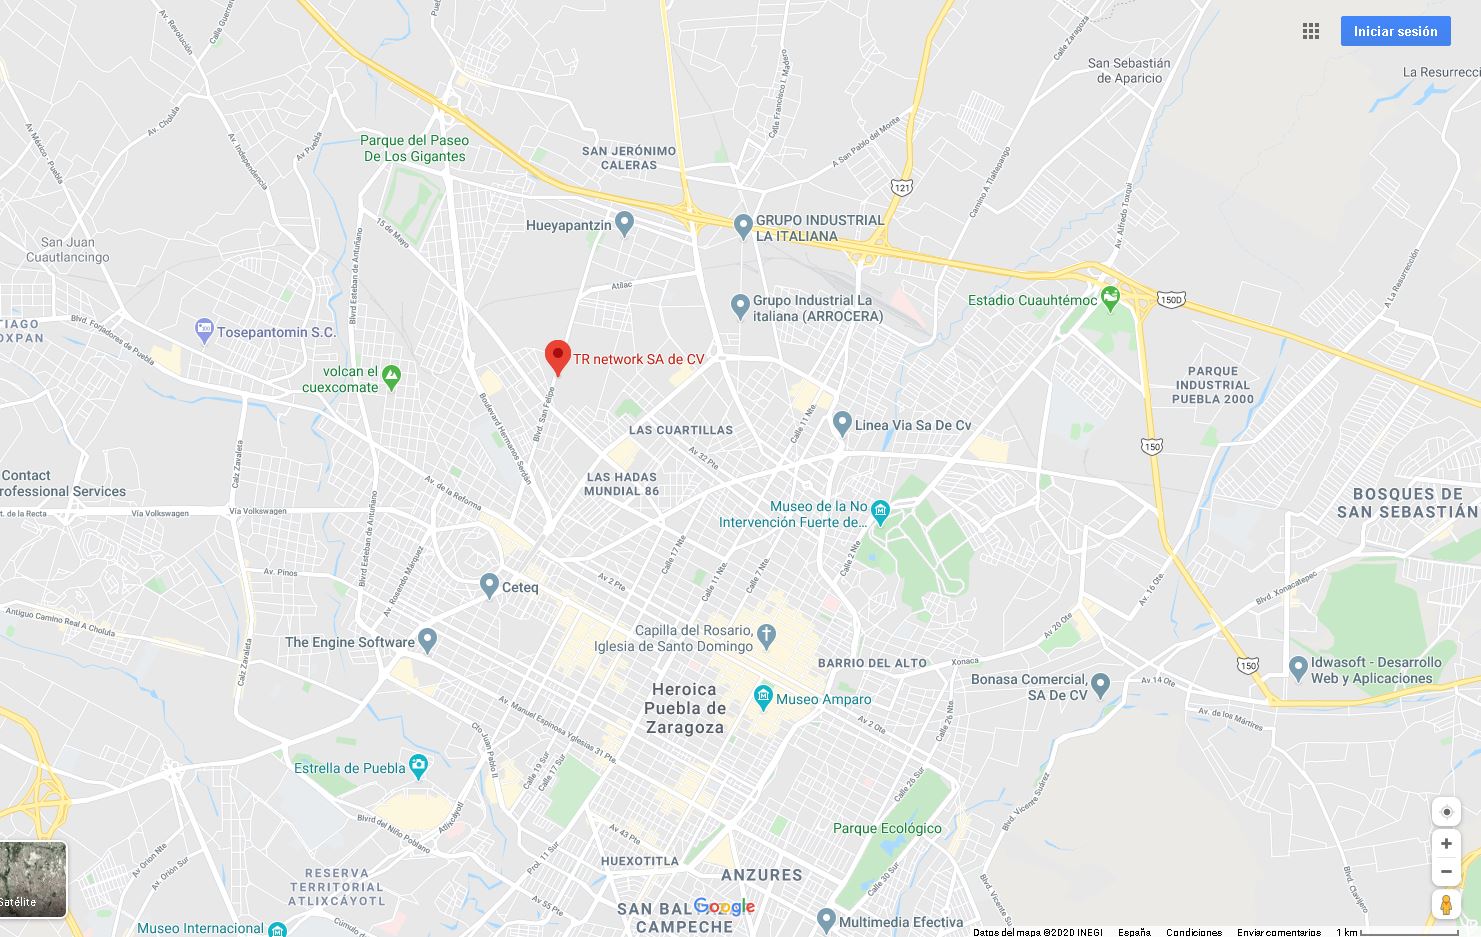 Iniciar sesión
Calle Guerrero
Av. Revolución
Calle Zaragoza
San Sebastián
de Aparicio
La Resurrecci
Calle Francisco I. Madero
Av. Cholula
Av. México - Puebla
Av. Independencia
Av Puebla
Parque del Paseo
De Los Gigantes
SAN JERÓNIMO
CALERAS
A San Pablo del Monte
Camino A Tlaltepango
121
Av. Alfredo Toxqui
15 de Mayo
Hueyapantzin
GRUPO INDUSTRIAL
LA ITALIANA
San Juan
Cuautlancingo
A La Resurrección
Blvrd Esteban de Antuñano
Atllac
Grupo Industrial La
italiana (ARROCERA)
Estadio Cuauhtémoc
150D
TIAGO
OXPAN
Blvd. Forjadores de Puebla
Tosepantomin S.C.
TR network SA de CV
volcan el
cuexcomate
Blvd. San Felipe
Boulevard Hermanos Serdán
PARQUE
INDUSTRIAL
PUEBLA 2000
LAS CUARTILLAS
Calle 11 Nte.
Linea Via Sa De Cv
150
Calz Zavaleta
Av 32 Pte
LAS HADAS
MUNDIAL 86
Contact
rofessional Services
Av. de la Reforma
BOSQUES DE
SAN SEBASTIÁN
t. de la Recta
Vía Volkswagen
Vía Volkswagen
Museo de la No
Intervención Fuerte de...
Blvrd Esteban de Antuñano
Av. Rosendo Márquez
Calle 17 Nte.
Calle 11 Nte.
Calle 7 Nte.
Calle 2 Nte.
Av. Pinos
Av 2 Pte
Ceteq
Av. 16 Ote.
Blvd. Xonacatepec
Antiguo Camino Real A Cholula
Calz Zavaleta
The Engine Software
Capilla del Rosario,
Iglesia de Santo Domingo
Av 20 Ote
BARRIO DEL ALTO
Xonaca
Bonasa Comercial,
SA De CV
Av. 14 Ote
150
Idwasoft - Desarrollo
Web y Aplicaciones
Av. de los Mártires
Heroica
Puebla de
Zaragoza
Museo Amparo
Av 2 Ote
Calle 26 Nte
Av. Manuel Espinosa Yglesias 31 Pte.
Cto Juan Pablo II
Calle 19 Sur
Calle 17 Sur
Estrella de Puebla
Calle 26 Sur
Blvd. Vicente Suárez
Blvrd del Niño Poblano
Atlixcáyotl
Parque Ecológico
Av 43 Pte
Av. Orion Nte
Av. Orión Sur
Prol. 11 Sur
HUEXOTITLA
ANZURES
RESERVA
TERRITORIAL
ATLIXCÁYOTL
Calle 30 Sur
Blvd. Vicente Suárez
Blvd. Clavijero
Satélite
SAN BAL
CAMPECHE
Google
Multimedia Efectiva
Museo Internacional
Cúmulo de
Datos del mapa ©2020 INEGI España Condiciones Enviar comentarios 1 km